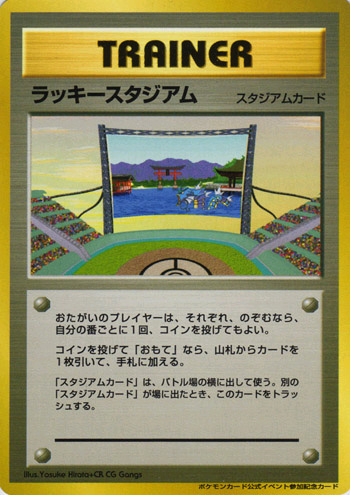 TRAINER
ラッキースタジアム
スタジアムカード
おたがいのプレイヤーは、それぞれ、のぞむなら、
自分の番ごとに1回、コインを投げてもよい。
コインを投げて「おもて」なら、山札からカードを
1枚引いて、手札に加える。
「スタジアムカード」は、バトル場の横に出して使う。別の
「スタジアムカード」が場に出たとき、このカードをトラッ
シュする。
Illus.Yosuke Hirata+CR CG Gangs
ポケモンカード公式イベント参加記念カード